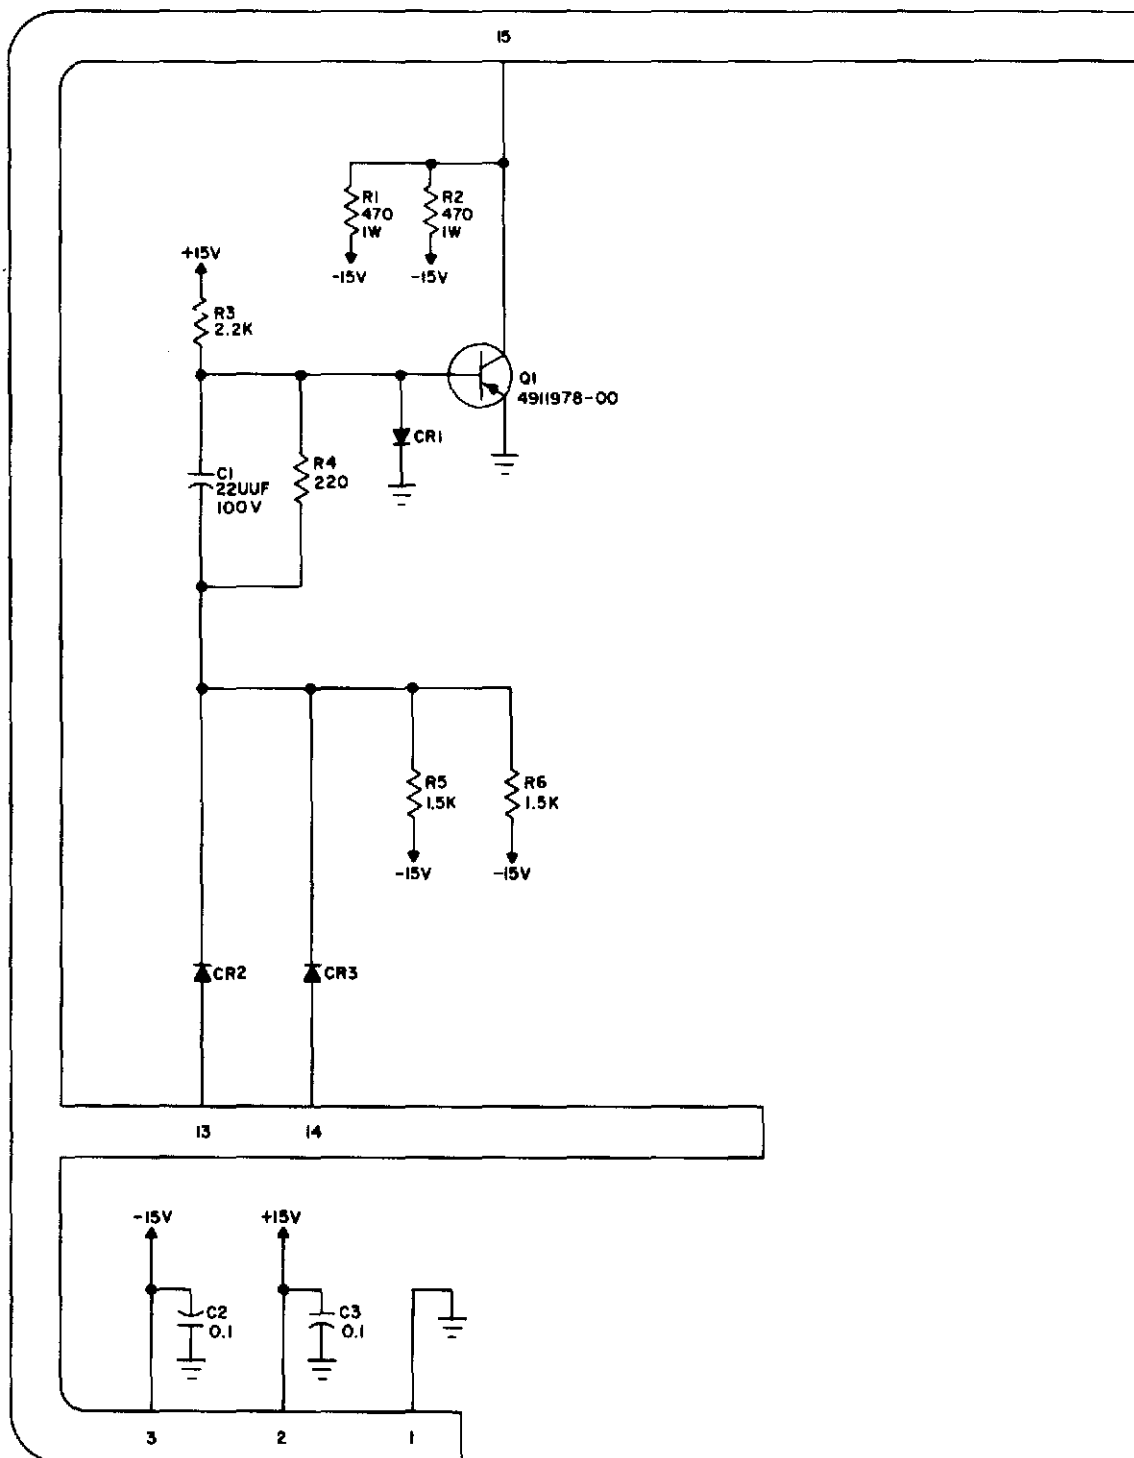 15
R1
470
1W
R2
470
1W
-15V
-15V
+15V
R3
2.2K
Q1
4911978-00
CR1
C1
22UUF
100V
R4
220
R5
1.5K
R6
1.5K
-15V
-15V
CR2
CR3
13
14
-15V
+15V
C2
0.1
C3
0.1
3
2
1